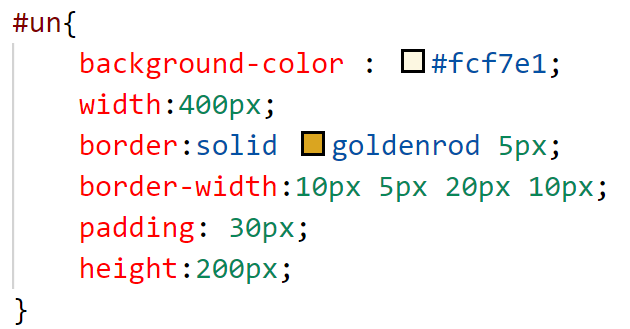 #un{
background-color : #fcf7e1;
width:400px;
border:solid goldenrod 5px;
border-width:10px 5px 20px 10px;
padding: 30px;
height:200px;
}